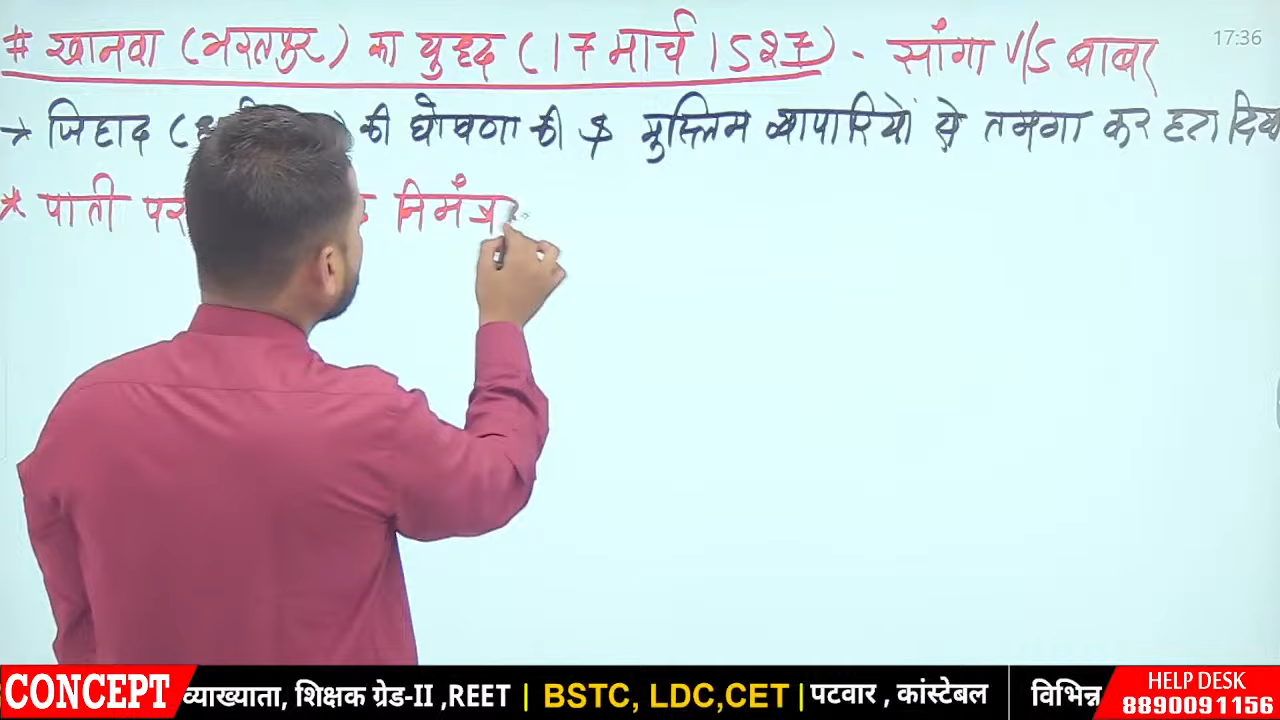 # खानवा (भरतपुर) का युद्ध (17 मार्च 1527) - सांगा V/S बाबर
17:36
→ जिहाद ( ) की घोषणा की & मुस्लिम व्यापारियों से तमगा कर हटा दिया
* पाती निमंत्र
CONCEPT व्याख्याता, शिक्षक ग्रेड-II ,REET | BSTC, LDC,CET | पटवार , कांस्टेबल विभिन्न HELP DESK
8890091156